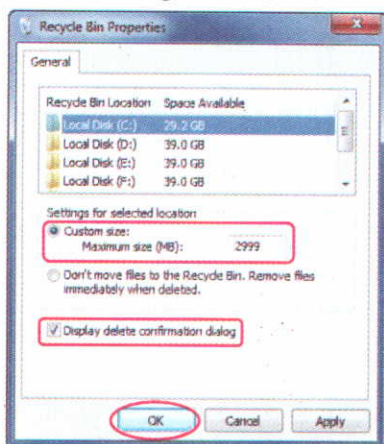 Recycle Bin Properties
General
Recycle Bin Location Space Available
Local Disk (C:) 29.2 GB
Local Disk (D:) 39.0 GB
Local Disk (E:) 39.0 GB
Local Disk (F:) 39.0 GB
Settings for selected location
Custom size:
Maximum size (MB): 2999
Don't move files to the Recycle Bin. Remove files
immediately when deleted.
Display delete confirmation dialog
OK Cancel Apply